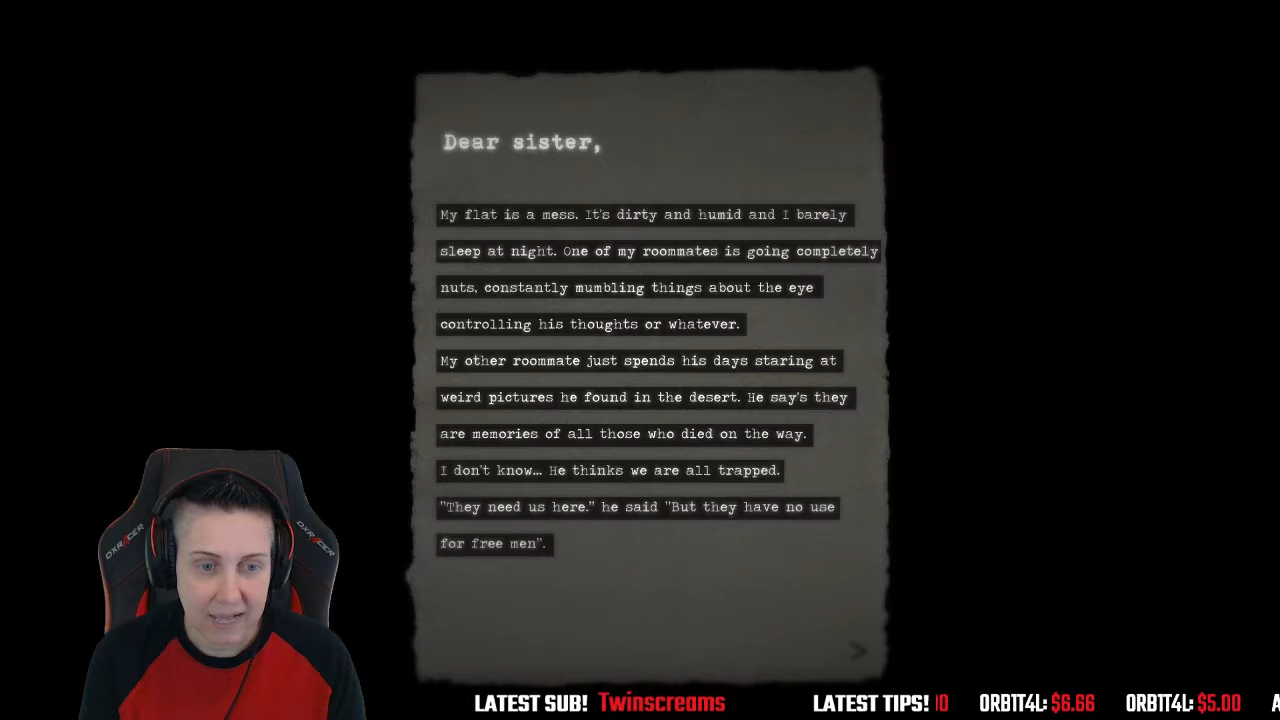 Dear sister,
My flat is a mess. It's dirty and humid and I barely
sleep at night. One of my roommates is going completely
nuts, constantly mumbling things about the eye
controlling his thoughts or whatever.
My other roommate just spends his days staring at
weird pictures he found in the desert. He say's they
are memories of all those who died on the way.
I don't know... He thinks we are all trapped.
"They need us here." he said "But they have no use
for free men".
>
DXRACER DXRACER
LATEST SUB! Twinscreams LATEST TIPS! ORB1T4L: $6.66 ORB1T4L: $5.00